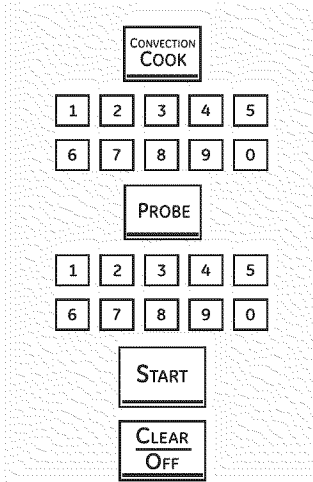 CONVECTION
COOK
1 2 3 4 5
6 7 8 9 0
PROBE
1 2 3 4 5
6 7 8 9 0
START
CLEAR
OFF